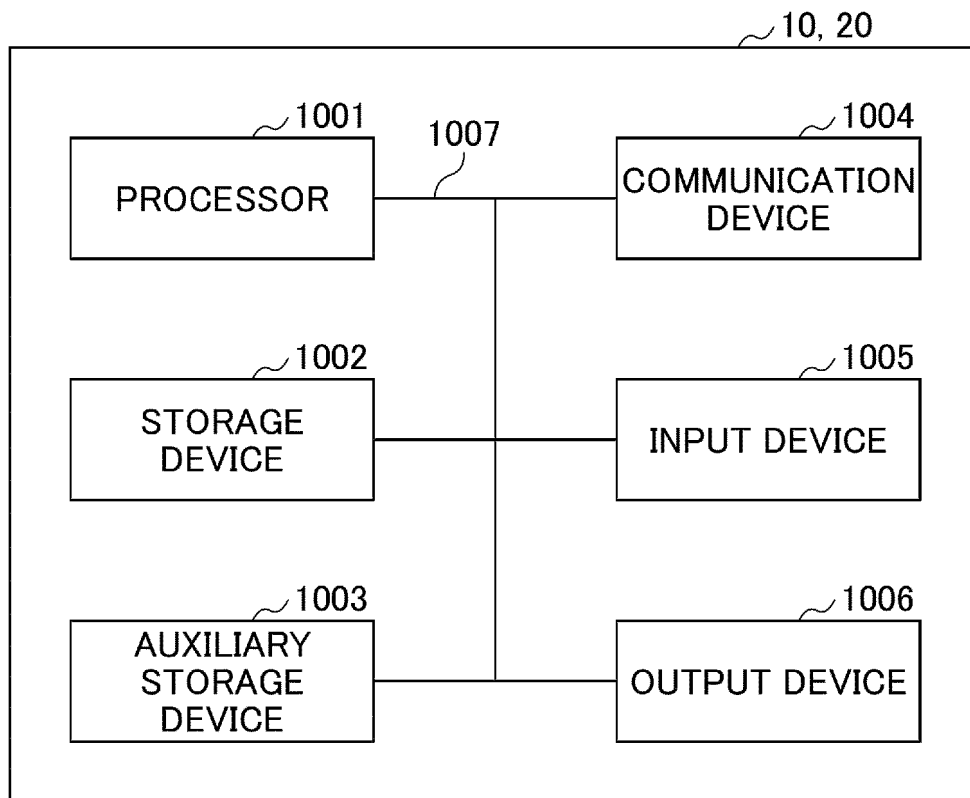 10, 20
1001
1007
1004
PROCESSOR
COMMUNICATION
DEVICE
1002
1005
STORAGE
DEVICE
INPUT DEVICE
1003
1006
AUXILIARY
STORAGE
DEVICE
OUTPUT DEVICE